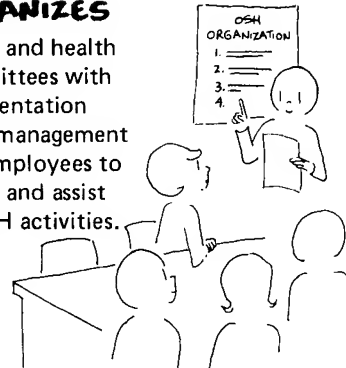 ANIZES
and health
ittees with
entation
management
mployees to
and assist
H activities.
OSH
ORGANIZATION
1.
2.
3.
4.